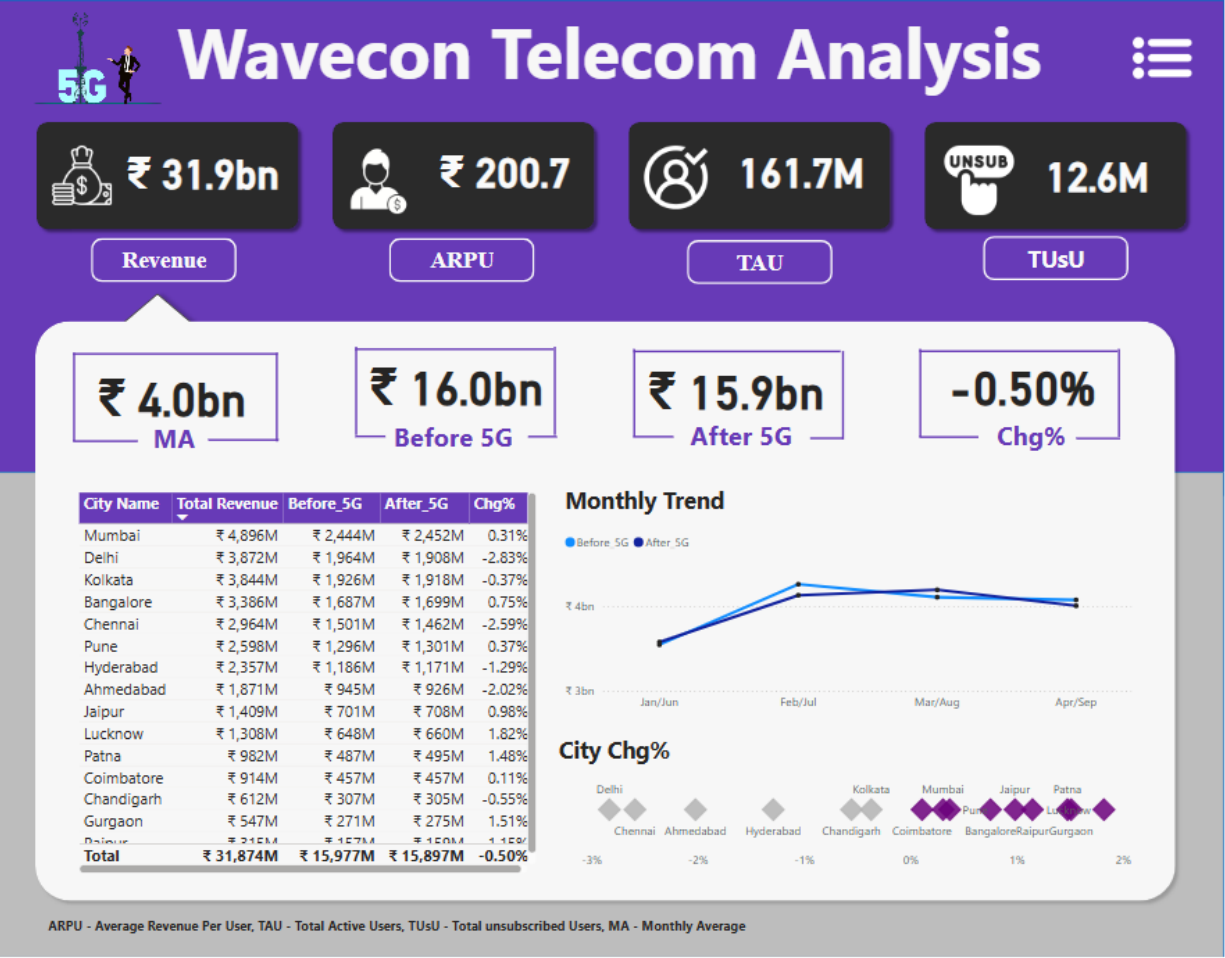 5G
Wavecon Telecom Analysis
₹ 31.9bn
₹ 200.7
161.7M
UNSUB
12.6M
Revenue
ARPU
TAU
TUsU
₹ 4.0bn
MA
₹ 16.0bn
Before 5G
₹ 15.9bn
After 5G
-0.50%
Chg%
City Name Total Revenue Before_5G After_5G Chg%
Mumbai ₹ 4,896M ₹ 2,444M ₹ 2,452M 0.31%
Delhi ₹ 3,872M ₹ 1,964M ₹ 1,908M -2.83%
Kolkata ₹ 3,844M ₹ 1,926M ₹ 1,918M -0.37%
Bangalore ₹ 3,386M ₹ 1,687M ₹ 1,699M 0.75%
Chennai ₹ 2,964M ₹ 1,501M ₹ 1,462M -2.59%
Pune ₹ 2,598M ₹ 1,296M ₹ 1,301M 0.37%
Hyderabad ₹ 2,357M ₹ 1,186M ₹ 1,171M -1.29%
Ahmedabad ₹ 1,871M ₹ 945M ₹ 926M -2.02%
Jaipur ₹ 1,409M ₹ 701M ₹ 708M 0.98%
Lucknow ₹ 1,308M ₹ 648M ₹ 660M 1.82%
Patna ₹ 982M ₹ 487M ₹ 495M 1.48%
Coimbatore ₹ 914M ₹ 457M ₹ 457M 0.11%
Chandigarh ₹ 612M ₹ 307M ₹ 305M -0.55%
Gurgaon ₹ 547M ₹ 271M ₹ 275M 1.51%
Raipur ₹ 315M ₹ 157M ₹ 159M 1.15%
Total ₹ 31,874M ₹ 15,977M ₹ 15,897M -0.50%
Monthly Trend
Before_5G After_5G
₹ 4bn
₹ 3bn
Jan/Jun Feb/Jul Mar/Aug Apr/Sep
City Chg%
Delhi Kolkata Mumbai Jaipur Patna
Chennai Ahmedabad Hyderabad Chandigarh Coimbatore Bangalore Raipur Gurgaon
-3% -2% -1% 0% 1% 2%
ARPU - Average Revenue Per User, TAU - Total Active Users, TUsU - Total unsubscribed Users, MA - Monthly Average